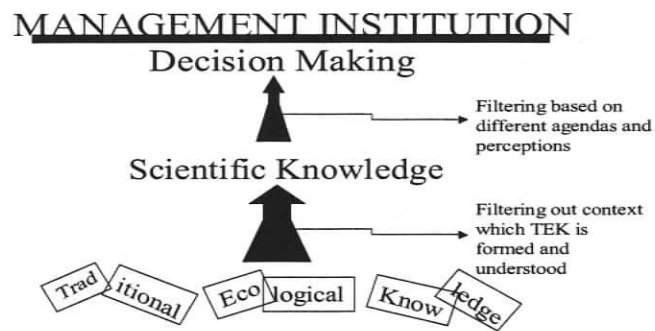 MANAGEMENT INSTITUTION
Decision Making
Filtering based on
different agendas and
perceptions
Scientific Knowledge
Filtering out context
which TEK is
formed and
understood
Trad itional Eco logical Know ledge